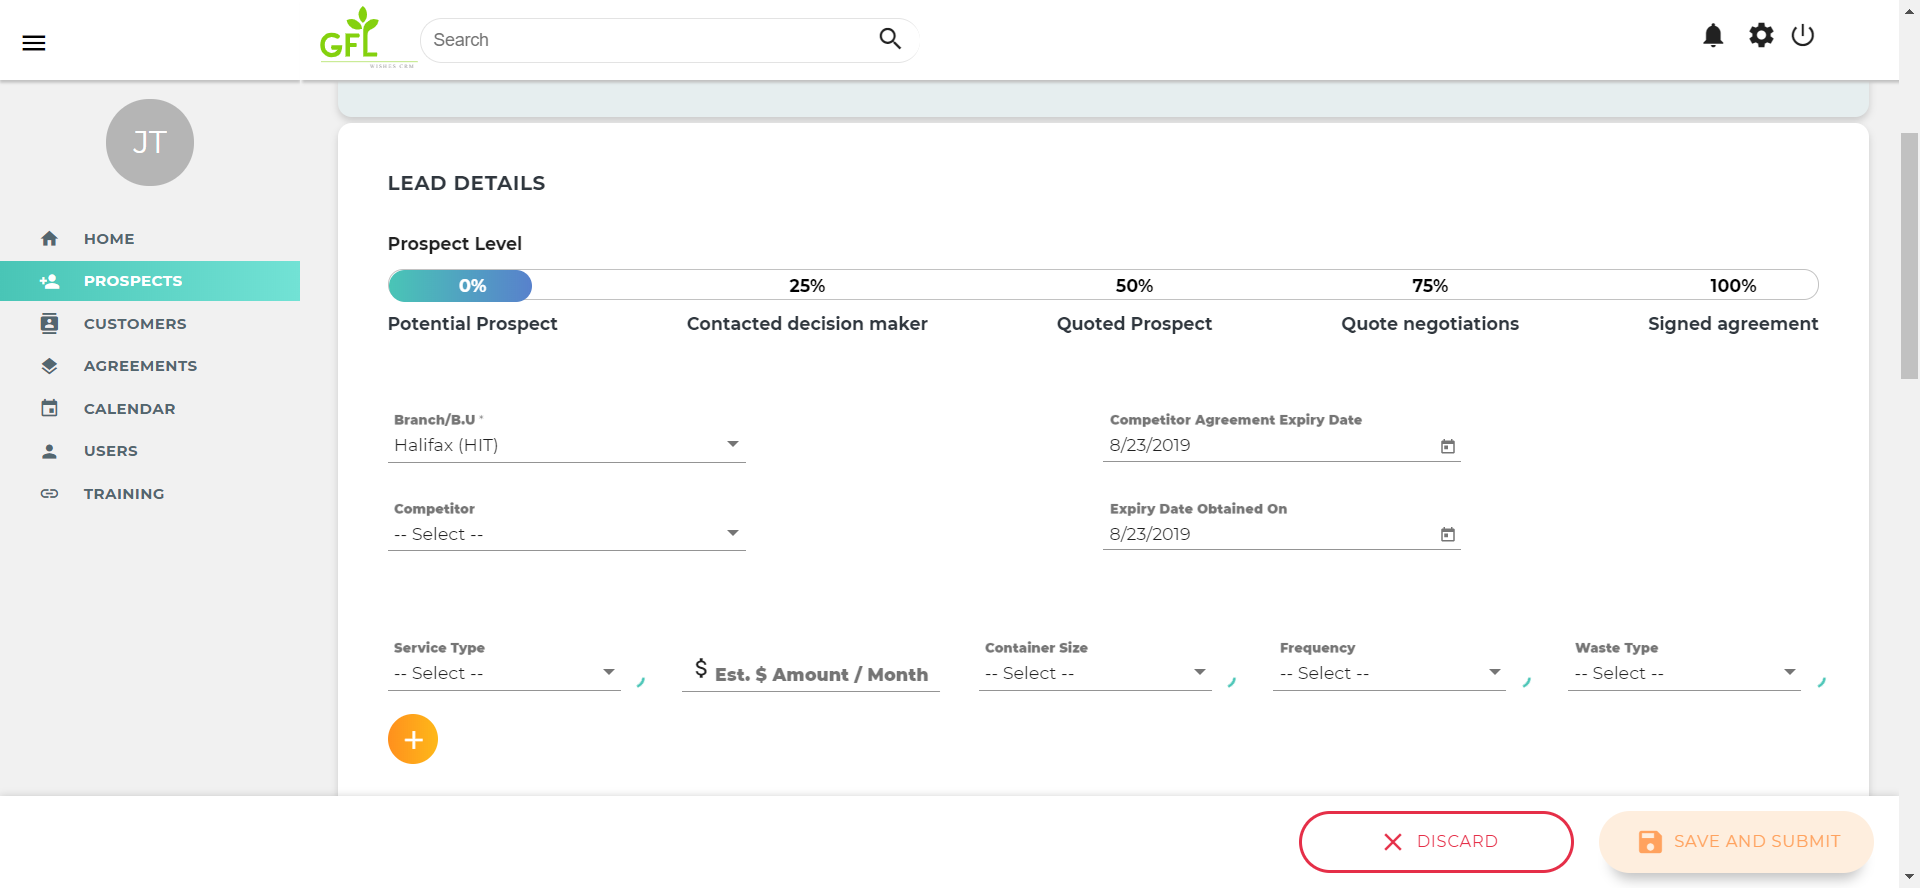 GFL
WISHES CRM
Search
JT
HOME
PROSPECTS
CUSTOMERS
AGREEMENTS
CALENDAR
USERS
TRAINING
LEAD DETAILS
Prospect Level
0% 25% 50% 75% 100%
Potential Prospect Contacted decision maker Quoted Prospect Quote negotiations Signed agreement
Branch/B.U * Competitor Agreement Expiry Date
Halifax (HIT) 8/23/2019
Competitor Expiry Date Obtained On
-- Select -- 8/23/2019
Service Type Container Size Frequency Waste Type
-- Select -- $ Est. $ Amount / Month -- Select -- -- Select -- -- Select --
+
DISCARD SAVE AND SUBMIT